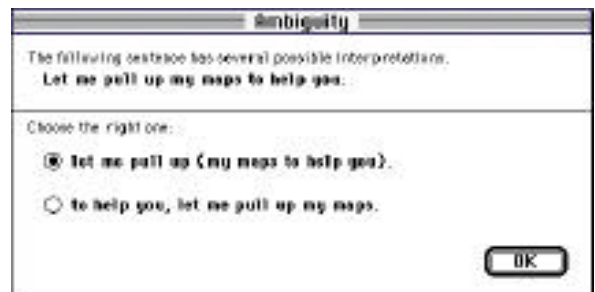 Ambiguity
The following sentence has several possible interpretations.
Let me pull up my maps to help you.
Choose the right one:
let me pull up (my maps to help you).
to help you, let me pull up my maps.
OK